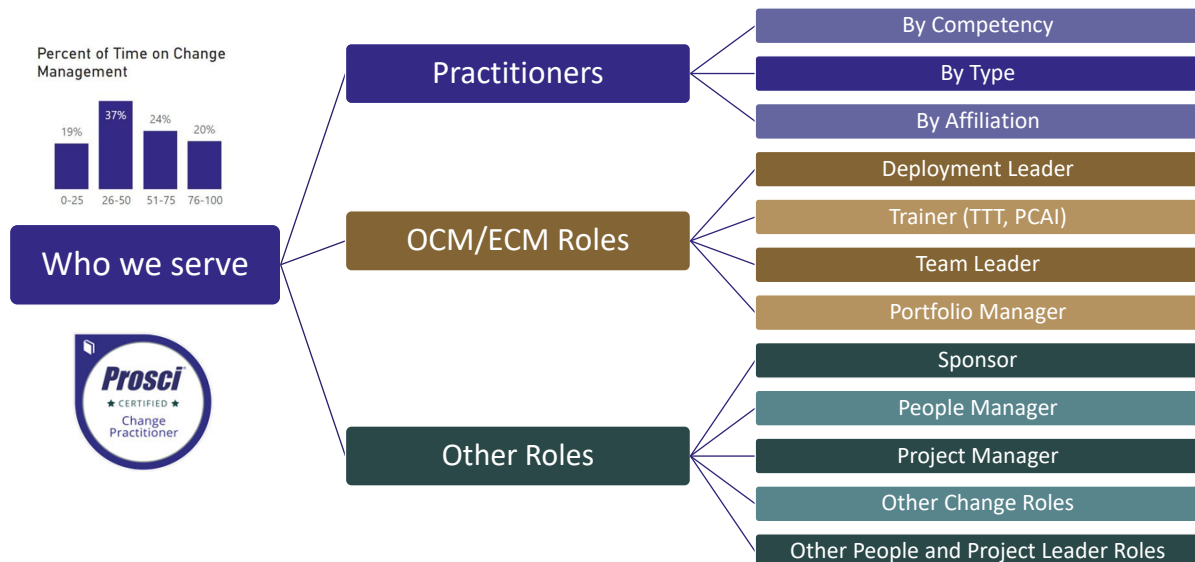 Percent of Time on Change
Management
19%
37%
24%
20%
0-25
26-50
51-75
76-100
Who we serve
Prosci®
★ CERTIFIED ★
Change
Practitioner
Practitioners
By Competency
By Type
By Affiliation
OCM/ECM Roles
Deployment Leader
Trainer (TTT, PCAI)
Team Leader
Portfolio Manager
Other Roles
Sponsor
People Manager
Project Manager
Other Change Roles
Other People and Project Leader Roles